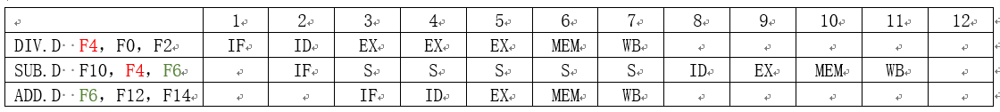 1 2 3 4 5 6 7 8 9 10 11 12
DIV.D F4，F0，F2 IF ID EX EX EX MEM WB
SUB.D F10，F4，F6 IF S S S S S ID EX MEM WB
ADD.D F6，F12，F14 IF ID EX MEM WB